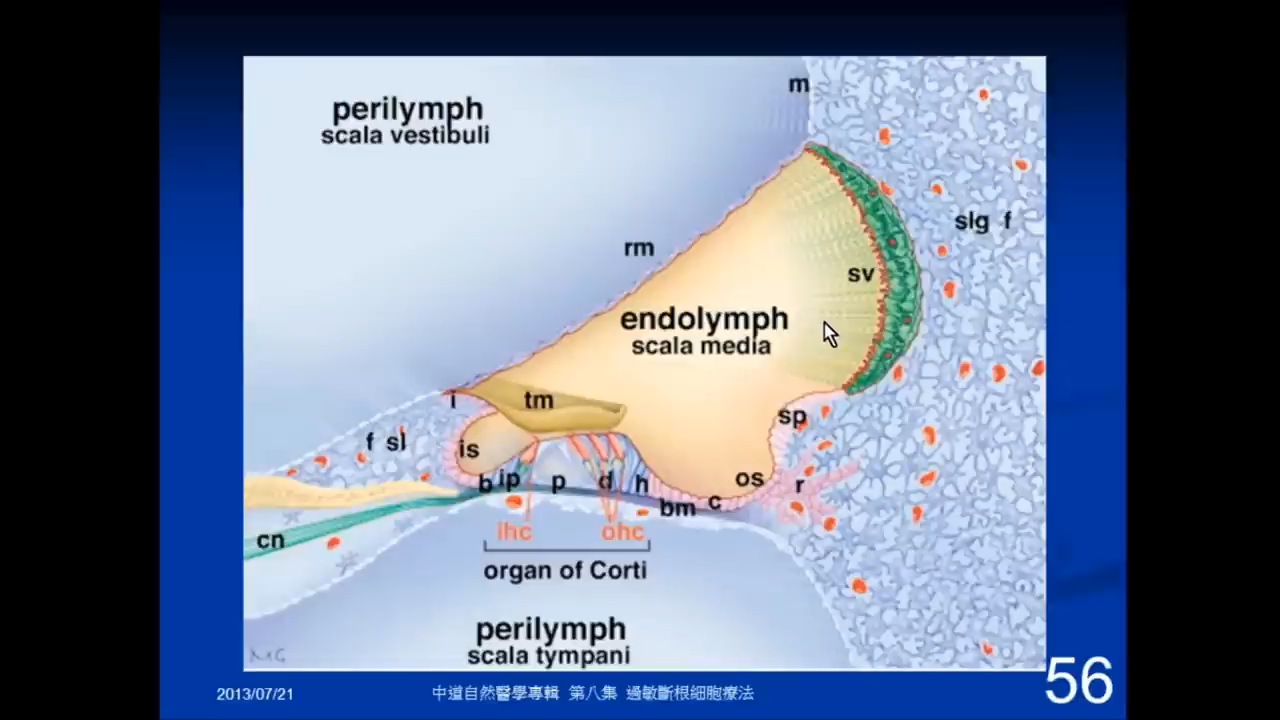 m
perilymph
scala vestibuli
slg f
rm
sv
endolymph
scala media
i
tm
sp
f sl
is
b
ip
p
d
h
os
r
bm
c
ihc
ohc
cn
organ of Corti
perilymph
scala tympani
MG
2013/07/21
中道自然醫學專輯 第八集 過敏斷根細胞療法
56